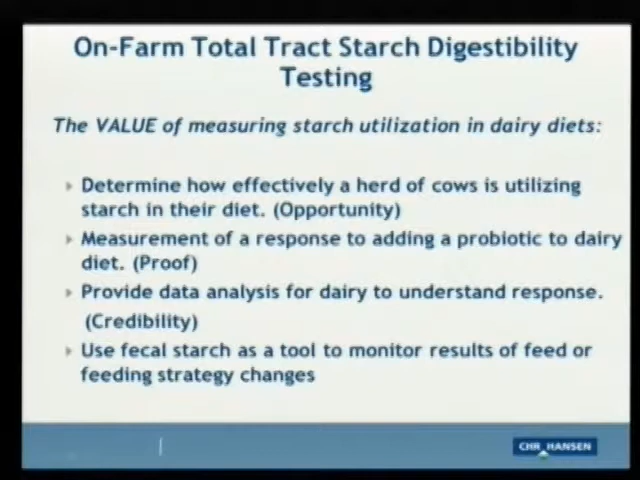 On-Farm Total Tract Starch Digestibility
Testing
The VALUE of measuring starch utilization in dairy diets:
Determine how effectively a herd of cows is utilizing
starch in their diet. (Opportunity)
Measurement of a response to adding a probiotic to dairy
diet. (Proof)
Provide data analysis for dairy to understand response.
(Credibility)
Use fecal starch as a tool to monitor results of feed or
feeding strategy changes
CHR HANSEN